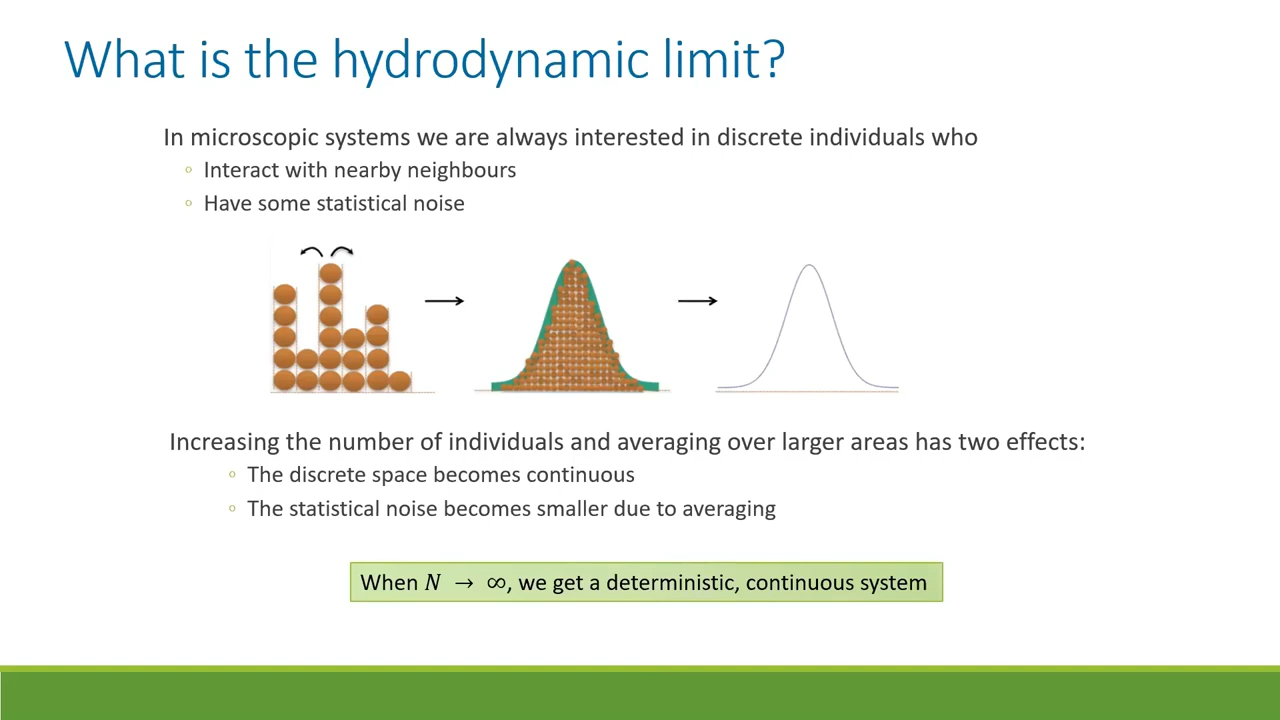 What is the hydrodynamic limit?
In microscopic systems we are always interested in discrete individuals who
◦ Interact with nearby neighbours
◦ Have some statistical noise
Increasing the number of individuals and averaging over larger areas has two effects:
◦ The discrete space becomes continuous
◦ The statistical noise becomes smaller due to averaging
When N → ∞, we get a deterministic, continuous system